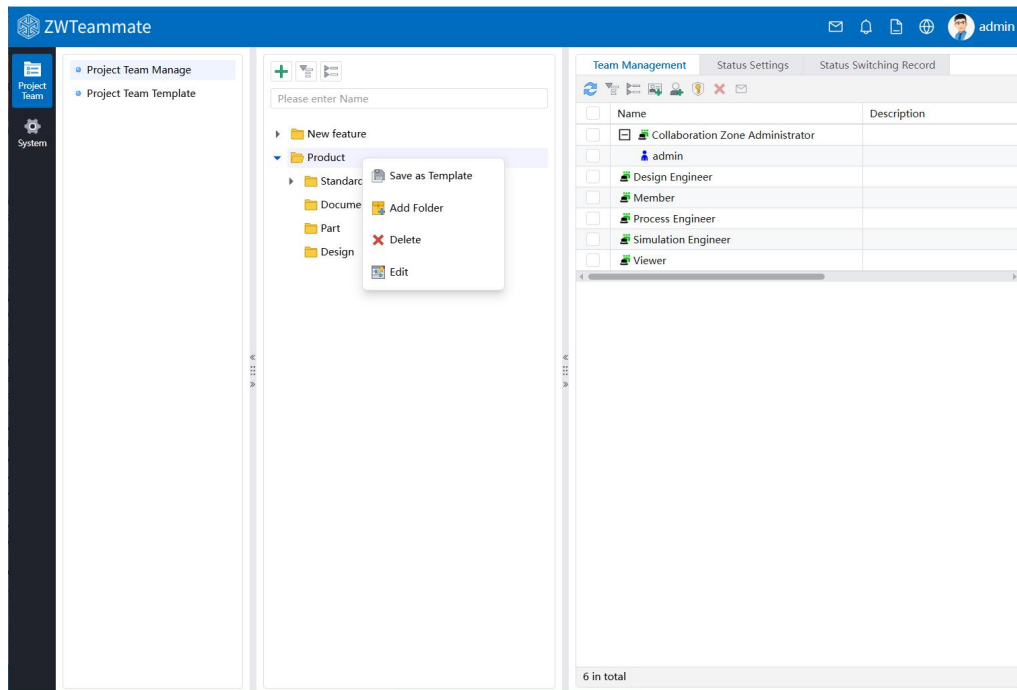 ZWTeammate
admin
Project Team
System
Project Team Manage
Project Team Template
Please enter Name
New feature
Product
Standard
Docume
Part
Design
Save as Template
Add Folder
Delete
Edit
Team Management
Status Settings
Status Switching Record
Name
Description
Collaboration Zone Administrator
admin
Design Engineer
Member
Process Engineer
Simulation Engineer
Viewer
6 in total